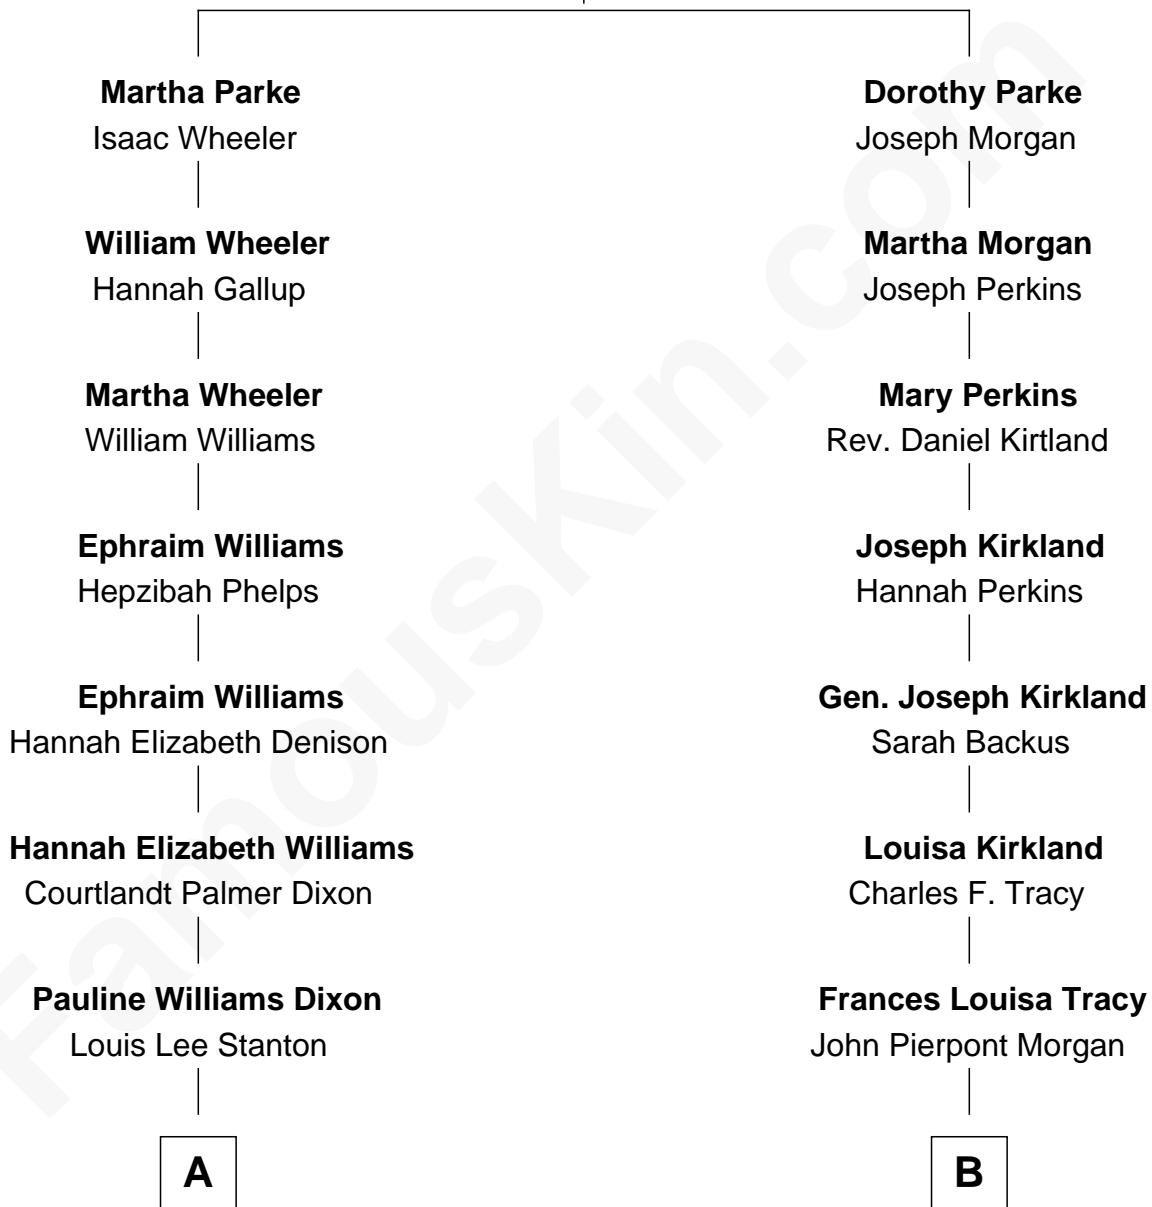 Martha Parke
Isaac Wheeler
William Wheeler
Hannah Gallup
Martha Wheeler
William Williams
Ephraim Williams
Hepzibah Phelps
Ephraim Williams
Hannah Elizabeth Denison
Hannah Elizabeth Williams
Courtlandt Palmer Dixon
Pauline Williams Dixon
Louis Lee Stanton
A
Dorothy Parke
Joseph Morgan
Martha Morgan
Joseph Perkins
Mary Perkins
Rev. Daniel Kirtland
Joseph Kirkland
Hannah Perkins
Gen. Joseph Kirkland
Sarah Backus
Louisa Kirkland
Charles F. Tracy
Frances Louisa Tracy
John Pierpont Morgan
B
FamousKin.com